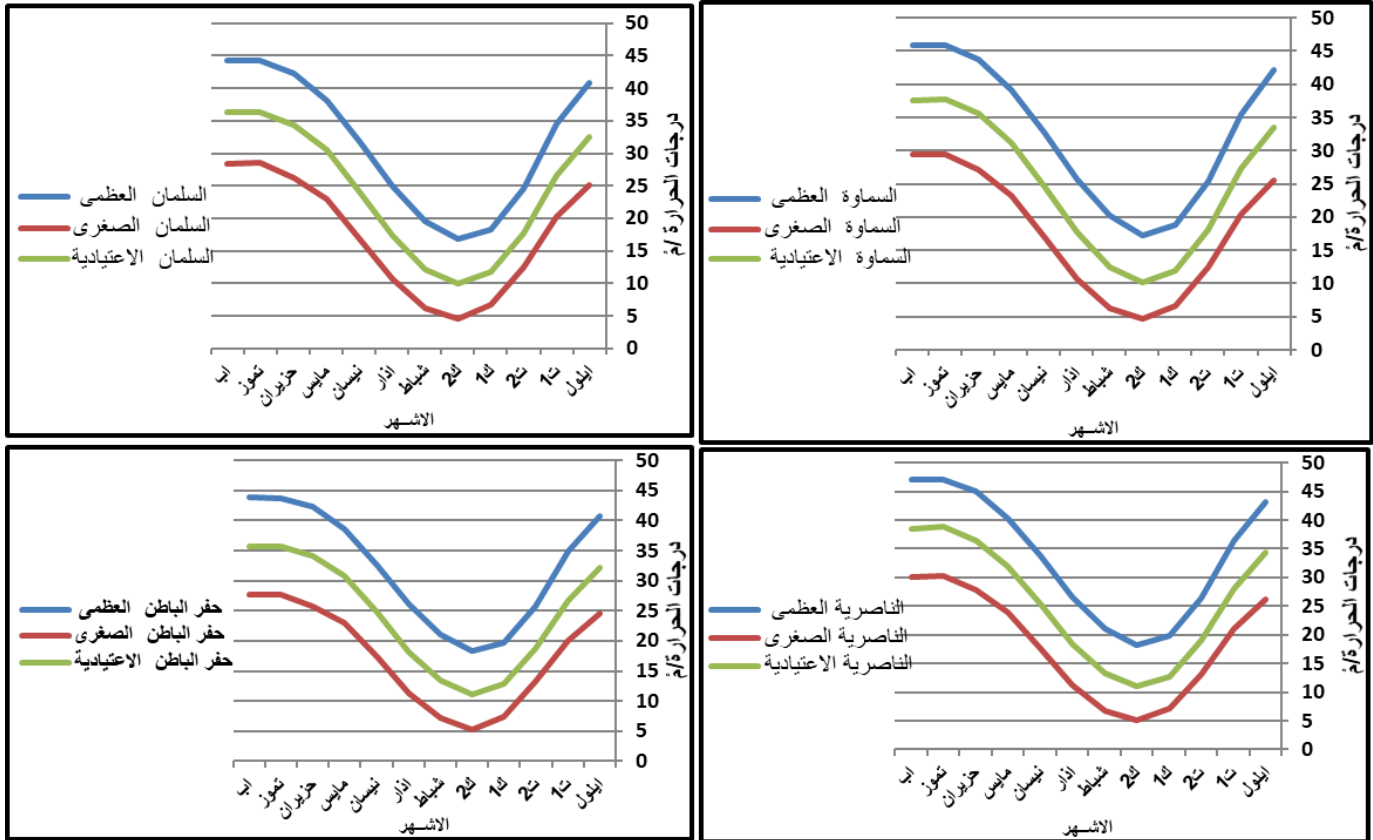 50
45
40
35
30
25
20
15
10
5
0
درجات الحرارة/مْ
السماوة العظمى
السماوة الصغرى
السماوة الاعتيادية
ايلول
ت1
ت2
ك1
ك2
شباط
اذار
نيسان
مايس
حزيران
تموز
اب
الاشــهر
50
45
40
35
30
25
20
15
10
5
0
درجات الحرارة/مْ
السلمان العظمى
السلمان الصغرى
السلمان الاعتيادية
ايلول
ت1
ت2
ك1
ك2
شباط
اذار
نيسان
مايس
حزيران
تموز
اب
الاشــهر
50
45
40
35
30
25
20
15
10
5
0
درجات الحرارة/مْ
الناصرية العظمى
الناصرية الصغرى
الناصرية الاعتيادية
ايلول
ت1
ت2
ك1
ك2
شباط
اذار
نيسان
مايس
حزيران
تموز
اب
الاشــهر
50
45
40
35
30
25
20
15
10
5
0
درجات الحرارة/مْ
حفر الباطن العظمى
حفر الباطن الصغرى
حفر الباطن الاعتيادية
ايلول
ت1
ت2
ك1
ك2
شباط
اذار
نيسان
مايس
حزيران
تموز
اب
الاشــهر